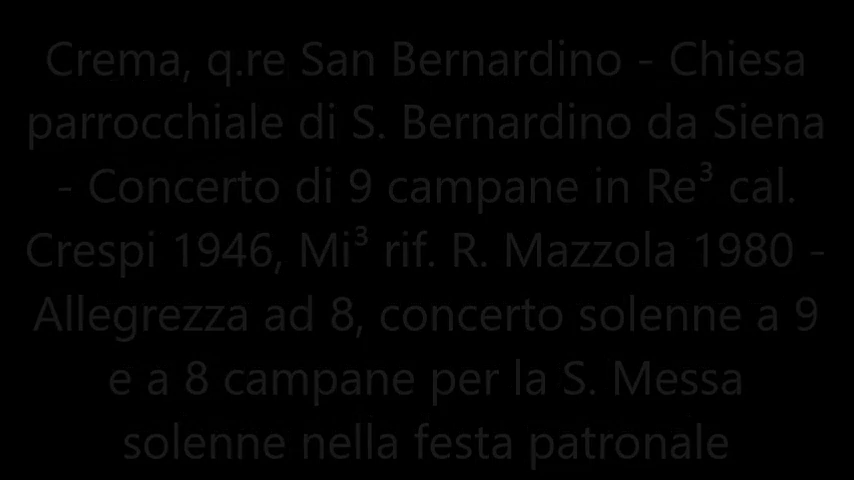 Crema, q.re San Bernardino - Chiesa
parrocchiale di S. Bernardino da Siena
- Concerto di 9 campane in Re³ cal.
Crespi 1946, Mi³ rif. R. Mazzola 1980 -
Allegrezza ad 8, concerto solenne a 9
e a 8 campane per la S. Messa
solenne nella festa patronale